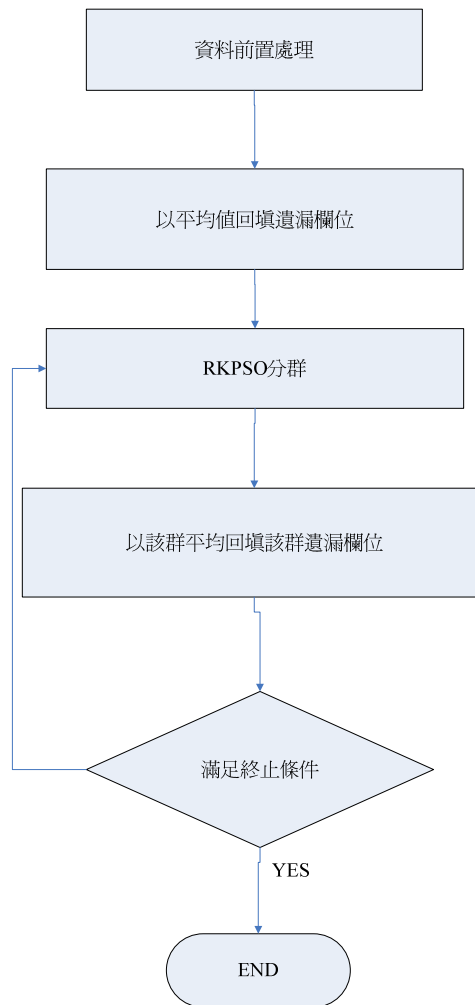 資料前置處理
以平均值回填遺漏欄位
RKPSO分群
以該群平均回填該群遺漏欄位
滿足終止條件
YES
END